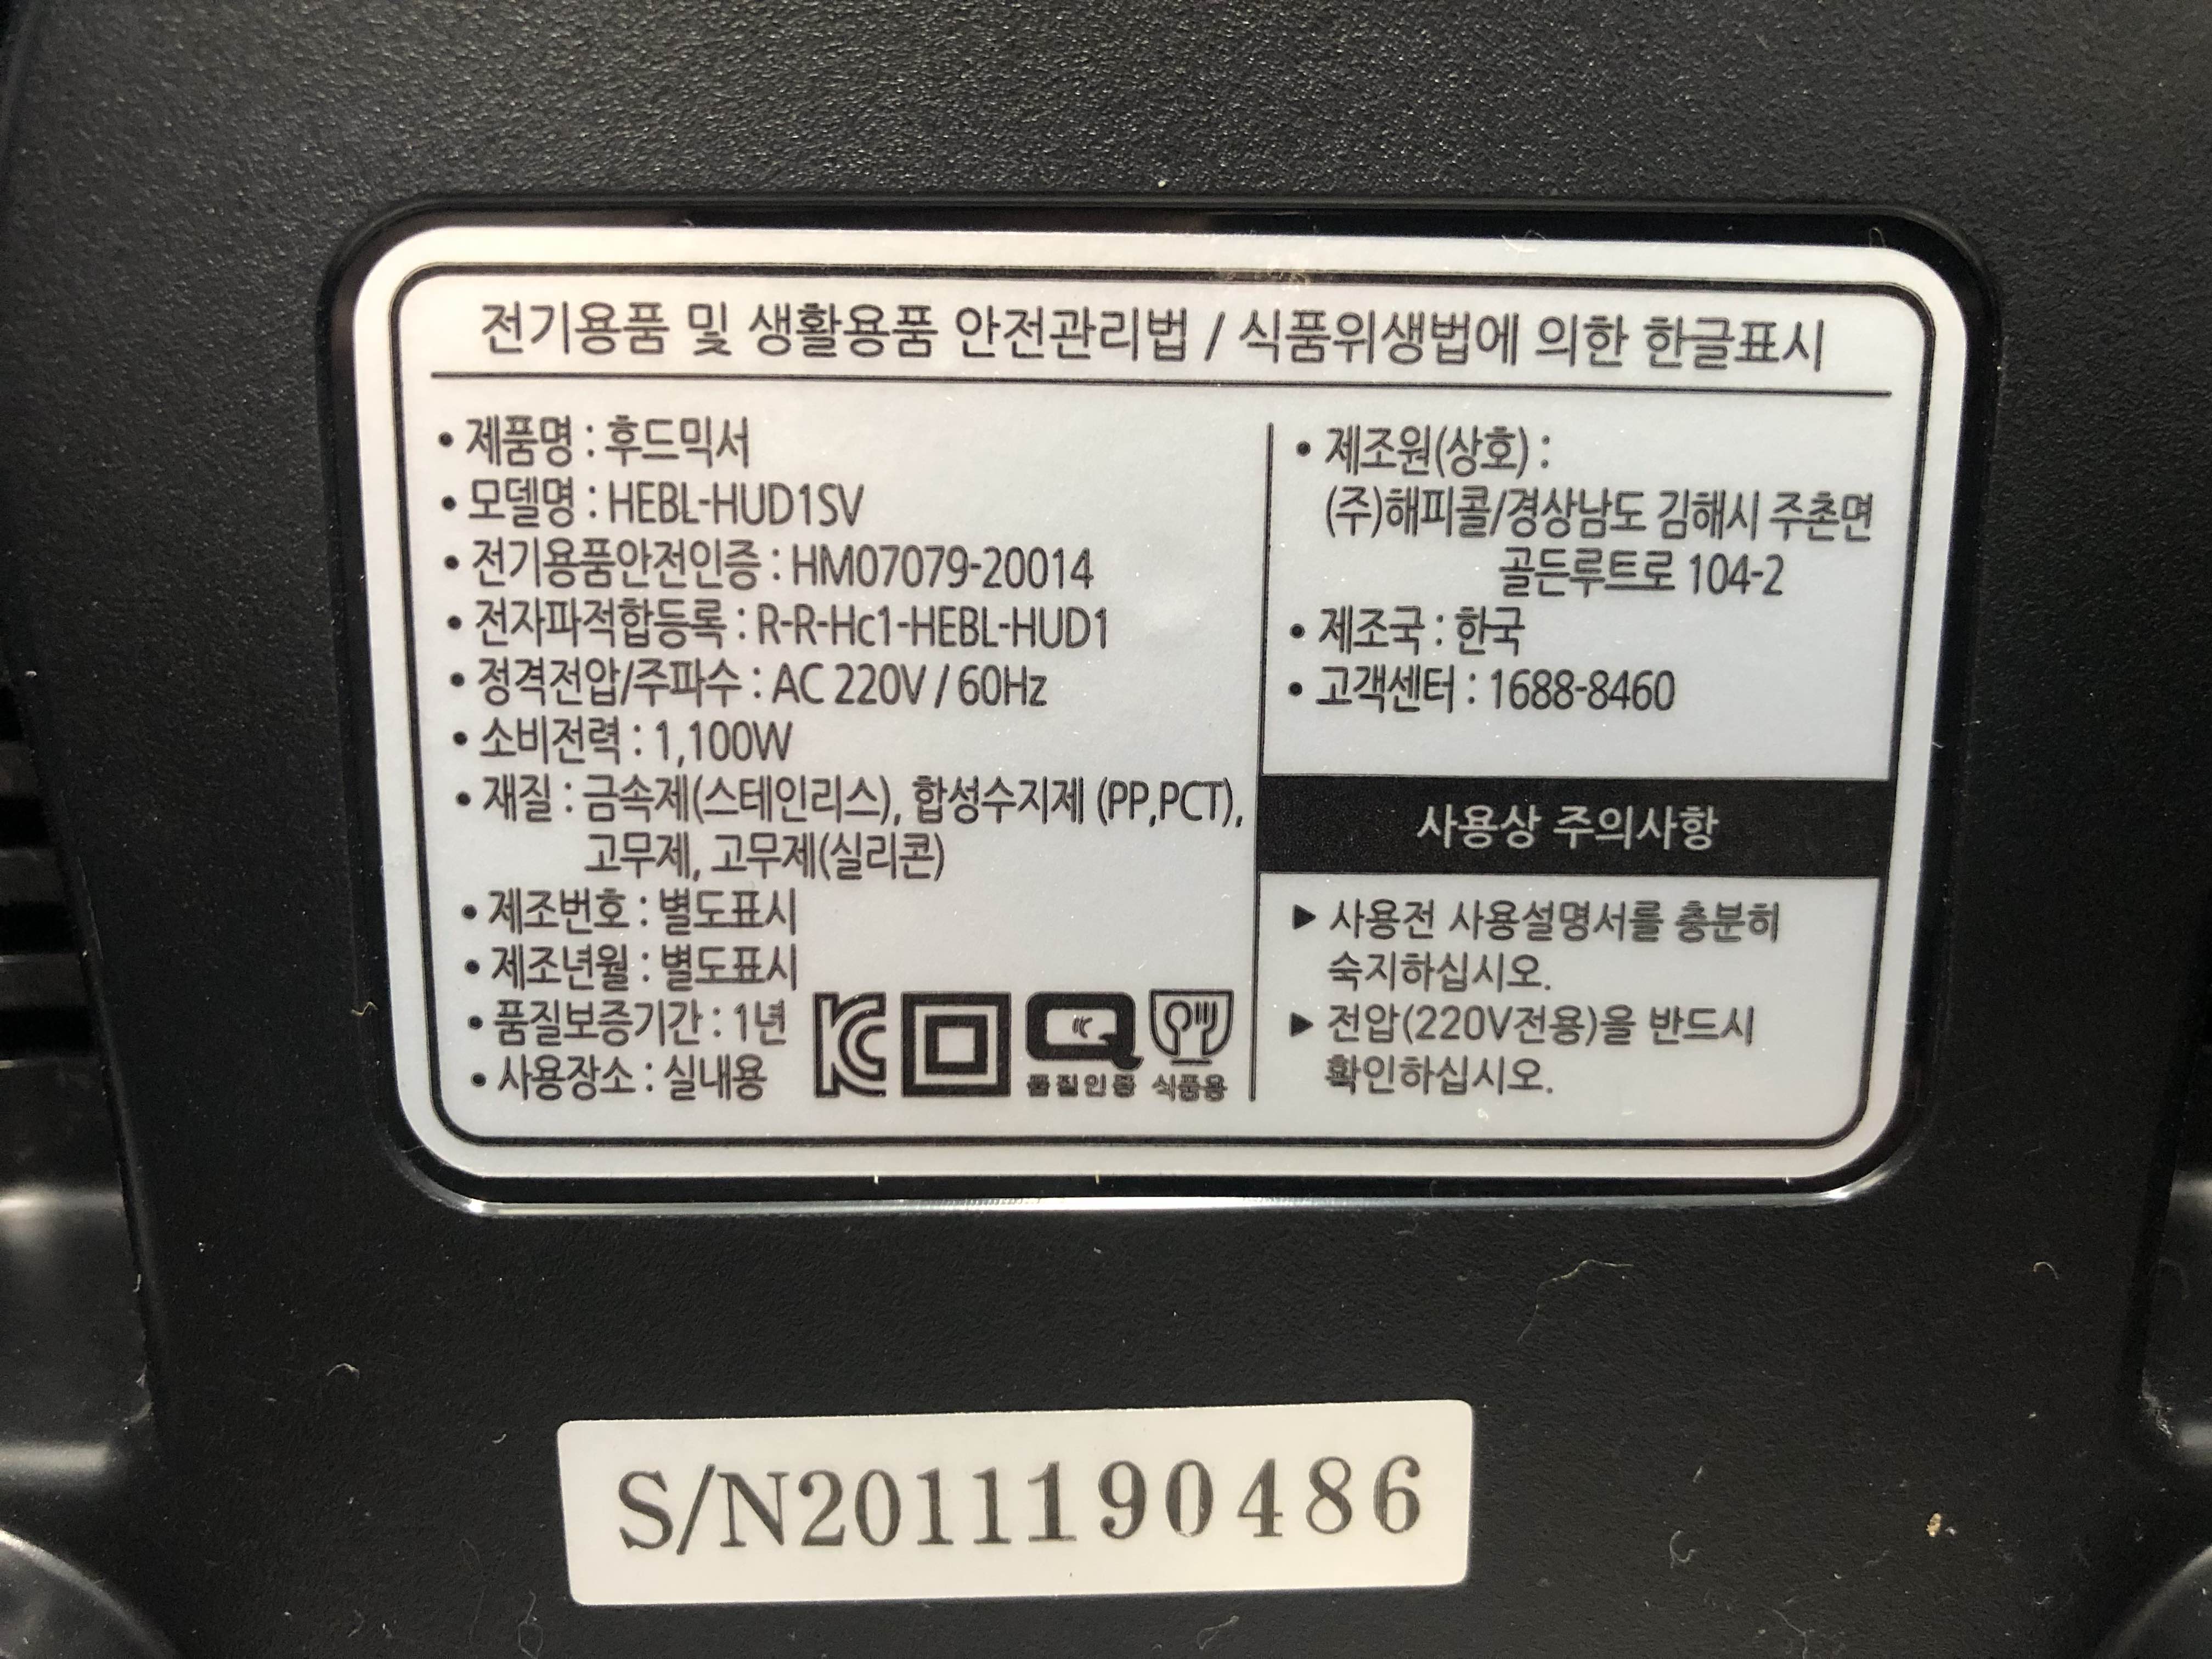 전기용품 및 생활용품 안전관리법 / 식품위생법에 의한 한글표시
• 제품명 : 후드믹서
• 모델명 : HEBL-HUD1SV
• 전기용품안전인증 : HM07079-20014
• 전자파적합등록 : R-R-Hc1-HEBL-HUD1
• 정격전압/주파수 : AC 220V / 60Hz
• 소비전력 : 1,100W
• 재질 : 금속제(스테인리스), 합성수지제 (PP,PCT),
고무제, 고무제(실리콘)
• 제조번호 : 별도표시
• 제조년월 : 별도표시
• 품질보증기간 : 1년
• 사용장소 : 실내용
품질인증 식품용
• 제조원(상호) :
(주)해피콜/경상남도 김해시 주촌면
골든루트로 104-2
• 제조국 : 한국
• 고객센터 : 1688-8460
사용상 주의사항
▶ 사용전 사용설명서를 충분히
숙지하십시오.
▶ 전압(220V전용)을 반드시
확인하십시오.
S/N2011190486